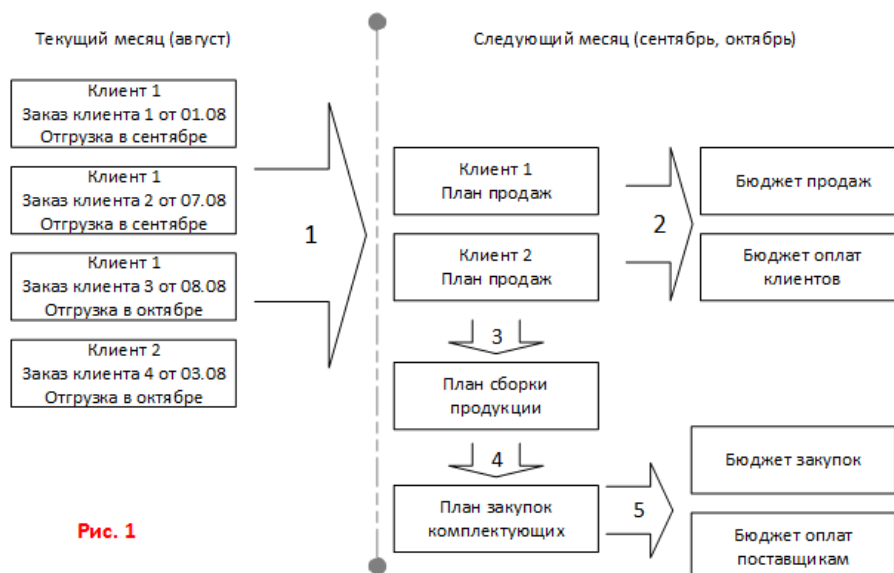 Текущий месяц (август)
Следующий месяц (сентябрь, октябрь)
Клиент 1
Заказ клиента 1 от 01.08
Отгрузка в сентябре
Клиент 1
Заказ клиента 2 от 07.08
Отгрузка в сентябре
Клиент 1
Заказ клиента 3 от 08.08
Отгрузка в октябре
Клиент 2
Заказ клиента 4 от 03.08
Отгрузка в октябре
1
Клиент 1
План продаж
Клиент 2
План продаж
2
Бюджет продаж
Бюджет оплат
клиентов
3
План сборки
продукции
4
План закупок
комплектующих
5
Бюджет закупок
Бюджет оплат
поставщикам
Рис. 1